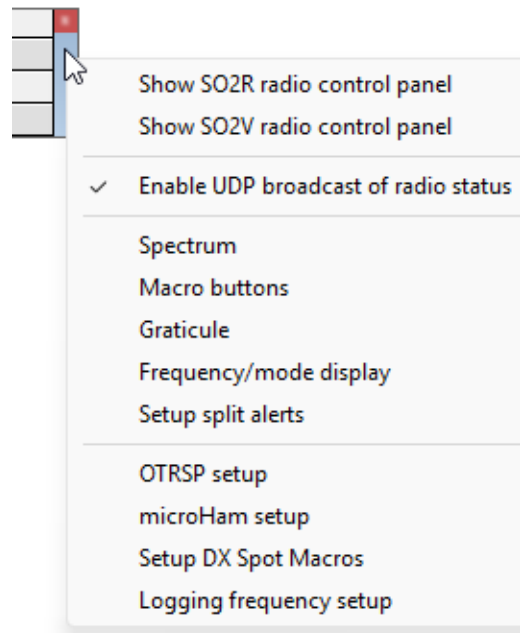 Show SO2R radio control panel
Show SO2V radio control panel
Enable UDP broadcast of radio status
Spectrum
Macro buttons
Graticule
Frequency/mode display
Setup split alerts
OTRSP setup
microHam setup
Setup DX Spot Macros
Logging frequency setup